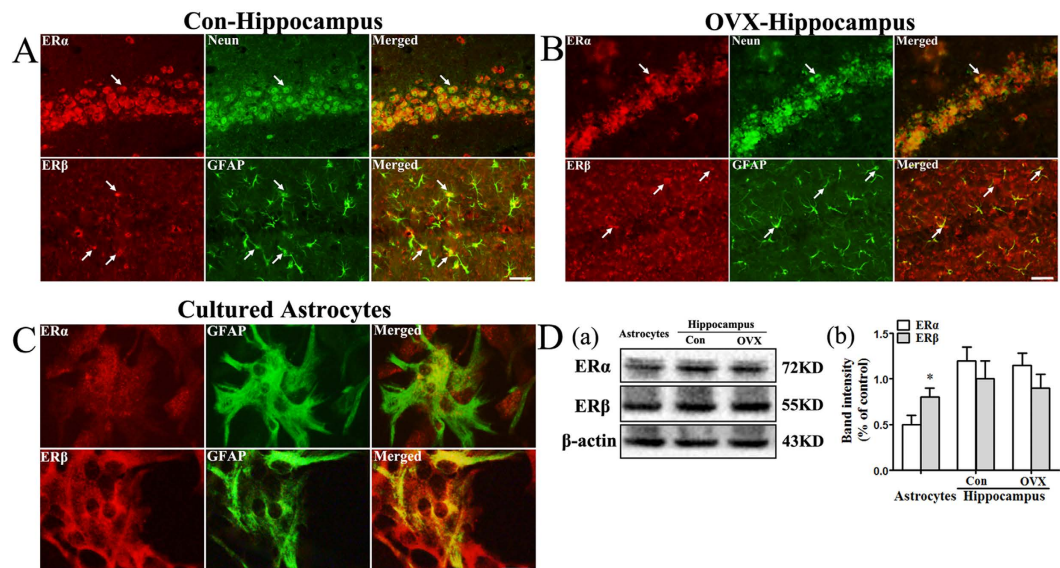 Con-Hippocampus
OVX-Hippocampus
A
ERα
Neun
Merged
ERβ
GFAP
Merged
B
ERα
Neun
Merged
ERβ
GFAP
Merged
Cultured Astrocytes
C
ERα
GFAP
Merged
ERβ
GFAP
Merged
D (a)
Hippocampus
Astrocytes Con OVX
ERα 72KD
ERβ 55KD
β-actin 43KD
(b)
ERα
ERβ
Band intensity
(% of control)
1.5
1.0
0.5
0.0
*
Con OVX
Astrocytes Hippocampus